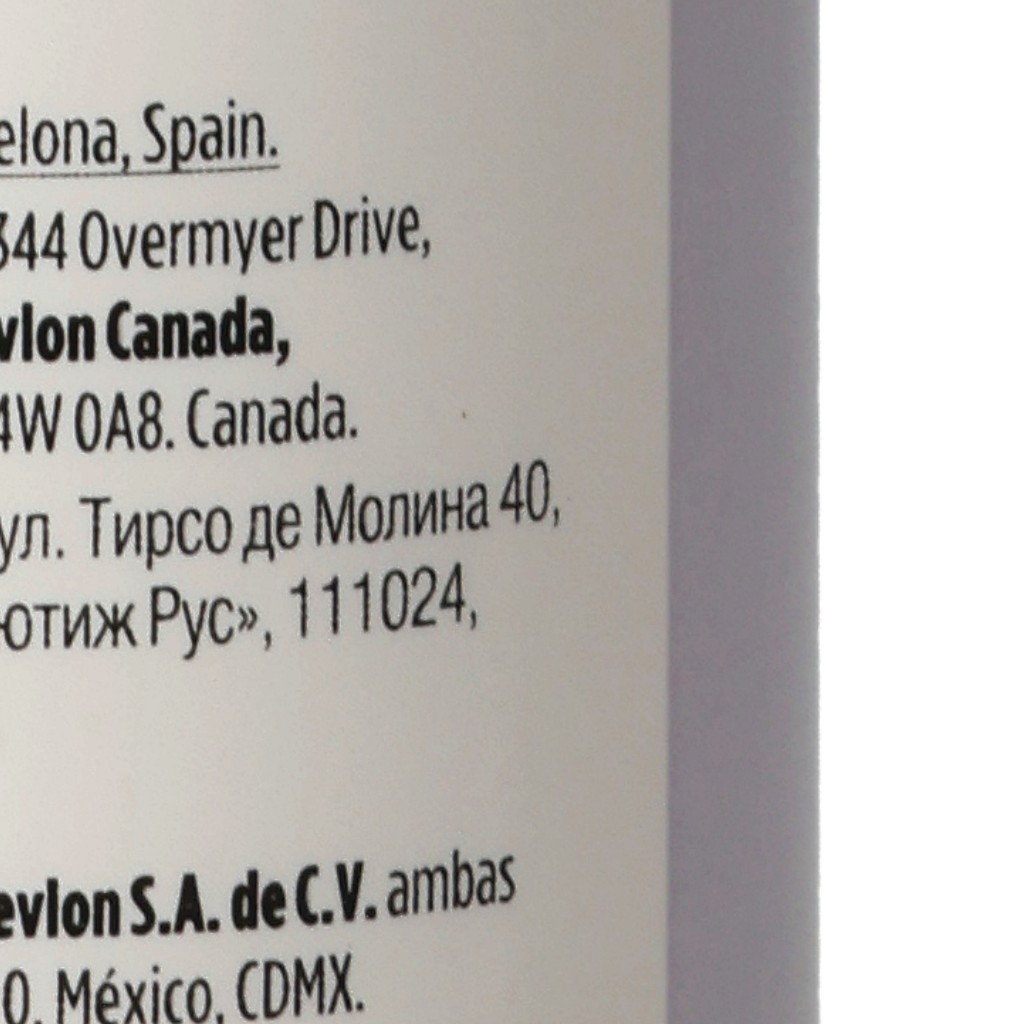 elona, Spain.
344 Overmyer Drive,
vlon Canada,
4W 0A8. Canada.
ул. Тирсо де Молина 40,
ютиж Рус», 111024,
evlon S.A. de C.V. ambas
0. México, CDMX.